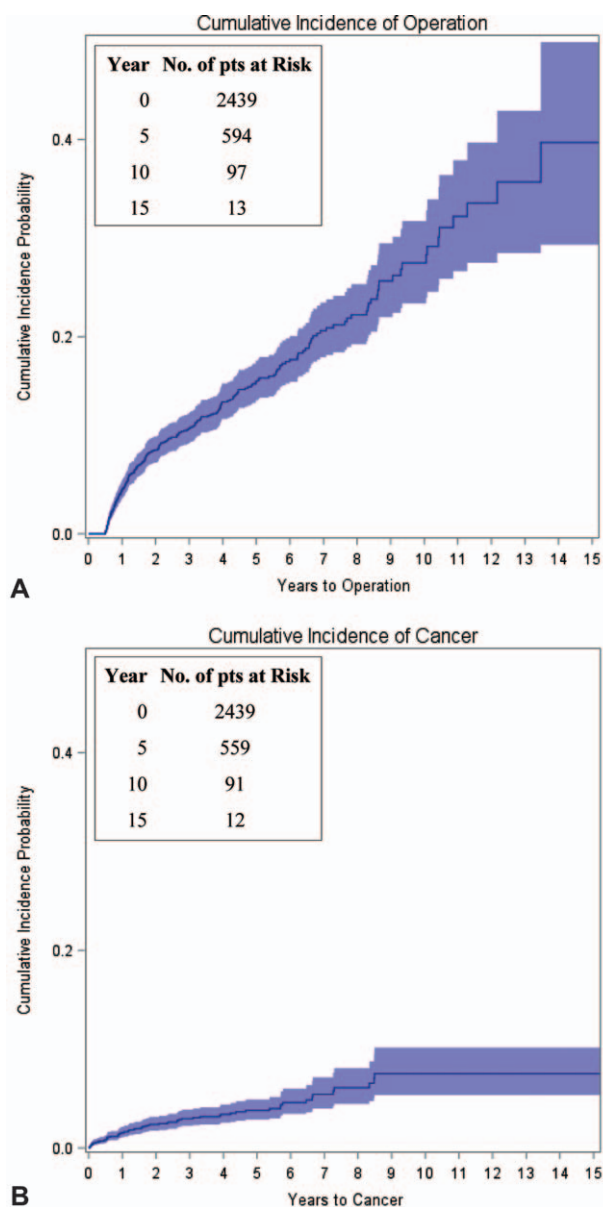 Cumulative Incidence of Operation
Year No. of pts at Risk
0 2439
5 594
10 97
15 13
Cumulative Incidence Probability
0.4
0.2
0.0
0 1 2 3 4 5 6 7 8 9 10 11 12 13 14 15
Years to Operation
A
Cumulative Incidence of Cancer
Year No. of pts at Risk
0 2439
5 559
10 91
15 12
Cumulative Incidence Probability
0.4
0.2
0.0
0 1 2 3 4 5 6 7 8 9 10 11 12 13 14 15
Years to Cancer
B